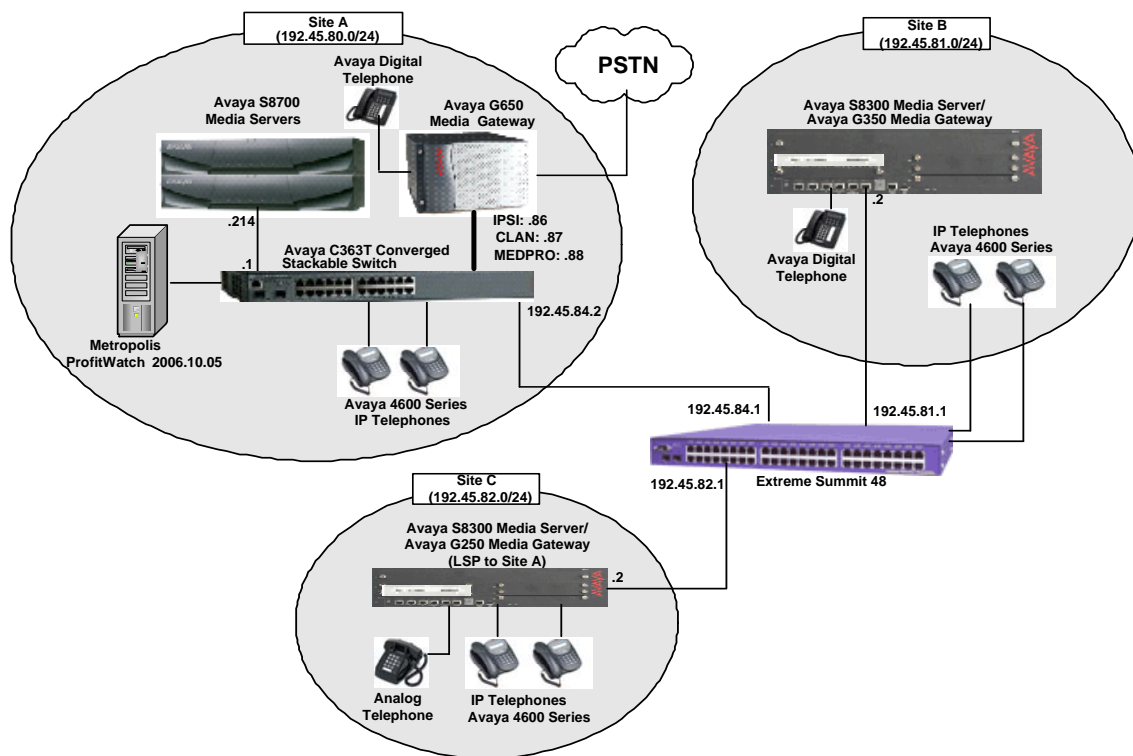 Site A
(192.45.80.0/24)
Avaya Digital
Telephone
PSTN
Site B
(192.45.81.0/24)
Avaya S8700
Media Servers
Avaya G650
Media Gateway
AVAYA
Avaya S8300 Media Server/
Avaya G350 Media Gateway
AVAYA
.2
.214
IPSI: .86
CLAN: .87
MEDPRO: .88
Avaya Digital
Telephone
IP Telephones
Avaya 4600 Series
Avaya C363T Converged
Stackable Switch
.1
192.45.84.2
Metropolis
ProfitWatch 2006.10.05
Avaya 4600 Series
IP Telephones
192.45.84.1
192.45.81.1
192.45.82.1
Extreme Summit 48
Site C
(192.45.82.0/24)
Avaya S8300 Media Server/
Avaya G250 Media Gateway
(LSP to Site A)
.2
AVAYA
Analog
Telephone
IP Telephones
Avaya 4600 Series